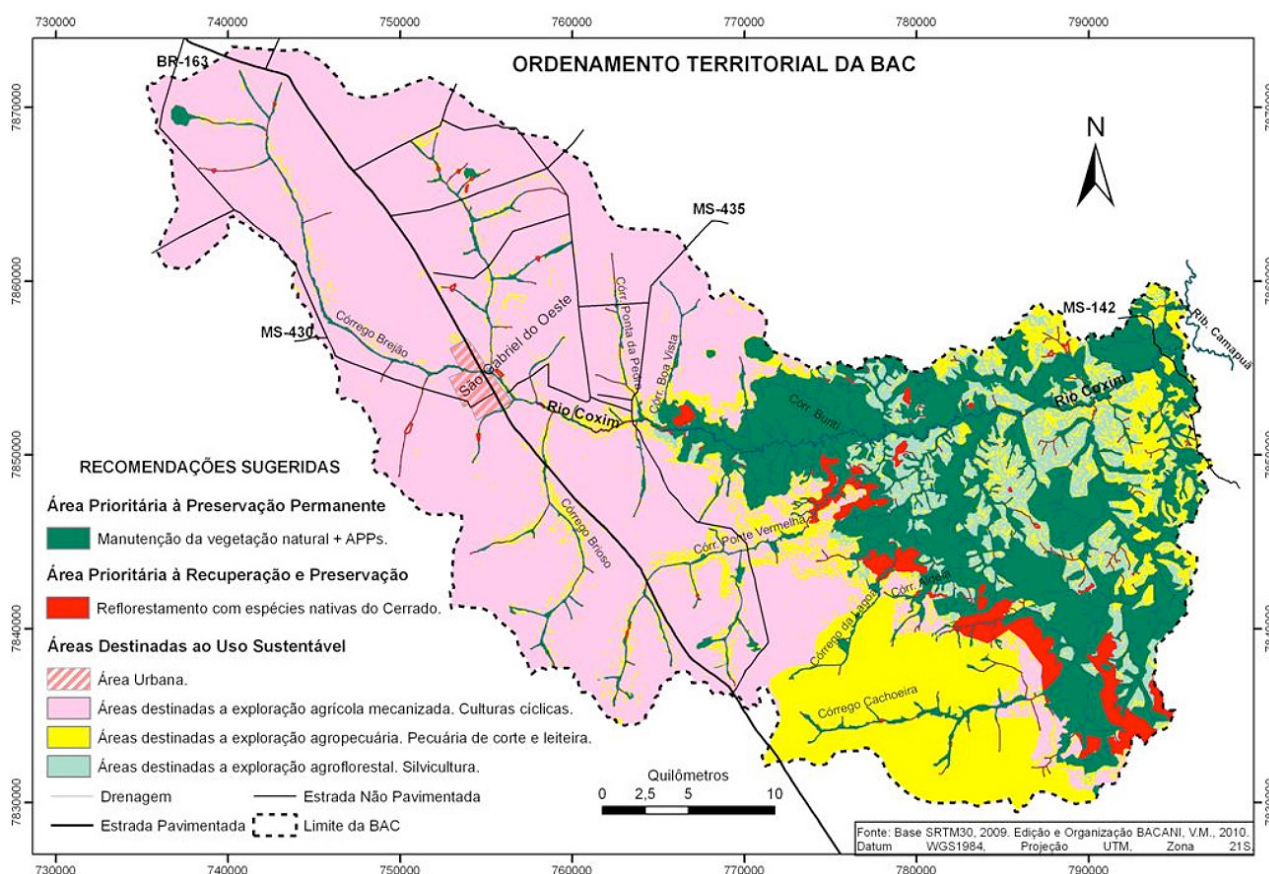 730000 740000 750000 760000 770000 780000 790000
ORDENAMENTO TERRITORIAL DA BAC
BR-163
7870000
7870000
N
MS-435
7860000
7860000
MS-142
Rib. Camapuã
MS-430
Córrego Brejão
São Gabriel do Oeste
Córr. Ponta da Pedra
Córr. Boa Vista
Rio Coxim
Rio Coxim
Córr. Buriti
7850000
7850000
Córrego Brioso
Córr. Ponte Vermelha
Córr. Aldeia
Córrego da Lagoa
Córrego Cachoeira
7840000
7840000
RECOMENDAÇÕES SUGERIDAS
Área Prioritária à Preservação Permanente
Manutenção da vegetação natural + APPs.
Área Prioritária à Recuperação e Preservação
Reflorestamento com espécies nativas do Cerrado.
Áreas Destinadas ao Uso Sustentável
Área Urbana.
Áreas destinadas a exploração agrícola mecanizada. Culturas cíclicas.
Áreas destinadas a exploração agropecuária. Pecuária de corte e leiteira.
Áreas destinadas a exploração agroflorestal. Silvicultura.
Drenagem
Estrada Não Pavimentada
Estrada Pavimentada
Limite da BAC
Quilômetros
0 2,5 5 10
7830000
7830000
Fonte: Base SRTM30, 2009. Edição e Organização BACANI, V.M., 2010.
Datum WGS1984, Projeção UTM, Zona 21S.
730000 740000 750000 760000 770000 780000 790000